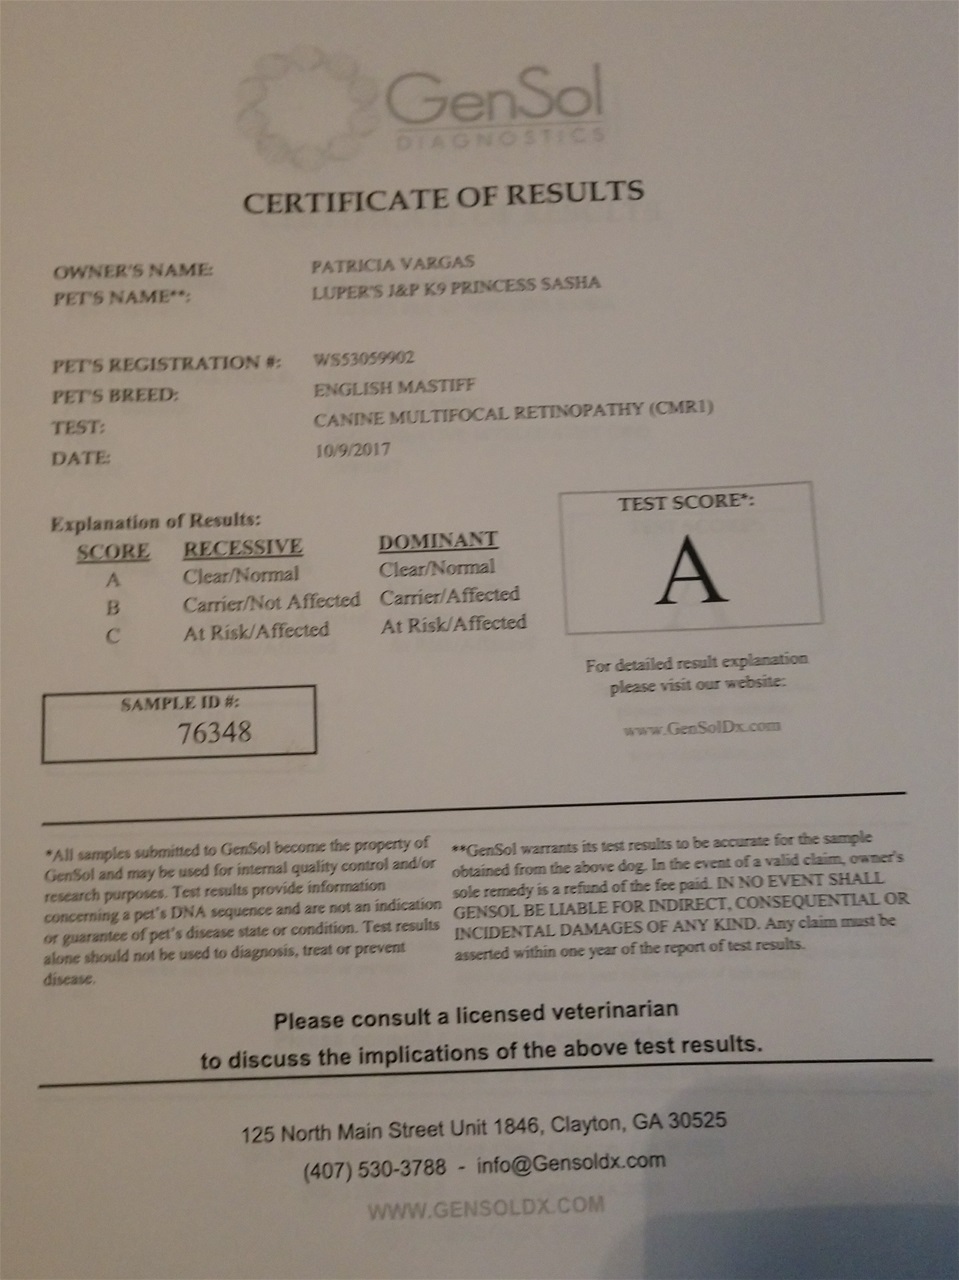 GenSol
DIAGNOSTICS
CERTIFICATE OF RESULTS
OWNER'S NAME: PATRICIA VARGAS
PET'S NAME**: LUPER'S J&P K9 PRINCESS SASHA
PET'S REGISTRATION #: WS53059902
PET'S BREED: ENGLISH MASTIFF
TEST: CANINE MULTIFOCAL RETINOPATHY (CMR1)
DATE: 10/9/2017
Explanation of Results:
SCORE RECESSIVE DOMINANT
A Clear/Normal Clear/Normal
B Carrier/Not Affected Carrier/Affected
C At Risk/Affected At Risk/Affected
TEST SCORE*:
A
For detailed result explanation
please visit our website:
www.GenSolDx.com
SAMPLE ID #:
76348
*All samples submitted to GenSol become the property of
GenSol and may be used for internal quality control and/or
research purposes. Test results provide information
concerning a pet's DNA sequence and are not an indication
or guarantee of pet's disease state or condition. Test results
alone should not be used to diagnosis, treat or prevent
disease.
**GenSol warrants its test results to be accurate for the sample
obtained from the above dog. In the event of a valid claim, owner's
sole remedy is a refund of the fee paid. IN NO EVENT SHALL
GENSOL BE LIABLE FOR INDIRECT, CONSEQUENTIAL OR
INCIDENTAL DAMAGES OF ANY KIND. Any claim must be
asserted within one year of the report of test results.
Please consult a licensed veterinarian
to discuss the implications of the above test results.
125 North Main Street Unit 1846, Clayton, GA 30525
(407) 530-3788 - info@Gensoldx.com
WWW.GENSOLDX.COM